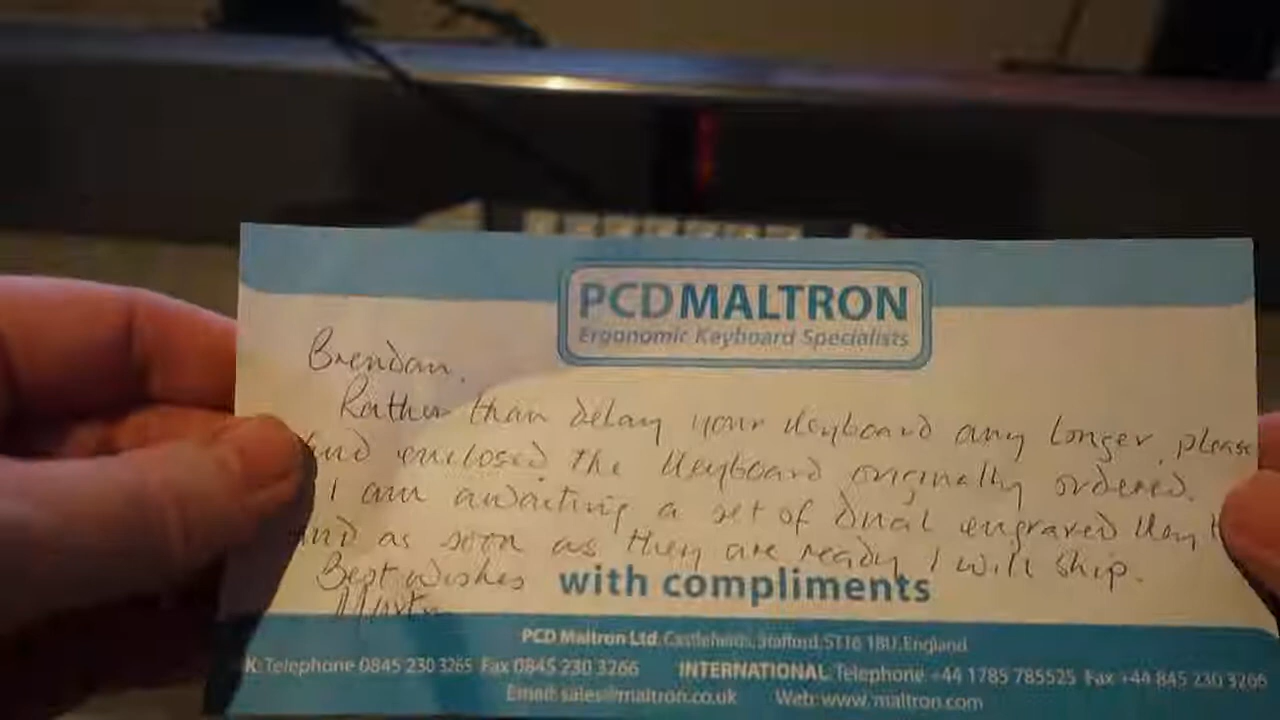 PCD MALTRON
Ergonomic Keyboard Specialists
Brendan,
Rather than delay your keyboard any longer, please
find enclosed the keyboard originally ordered.
I am awaiting a set of dual engraved key
and as soon as they are ready I will ship.
Best wishes
with compliments
PCD Maltron Ltd. Castlefields, Stafford, ST16 1BU, England
K: Telephone 0845 230 3265 Fax 0845 230 3266 INTERNATIONAL Telephone +44 1785 785525 Fax +44 845 230 3266
Email: sales@maltron.co.uk Web: www.maltron.com